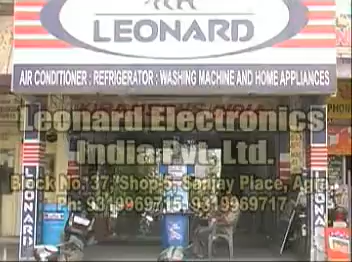 LEONARD
AIR CONDITIONER : REFRIGERATOR : WASHING MACHINE AND HOME APPLIANCES
Leonard Electronics
India Pvt. Ltd.
Block No. 37, Shop-5, Sanjay Place, Agra,
Ph: 9319969715, 9319969717
LEONARD
LEONARD